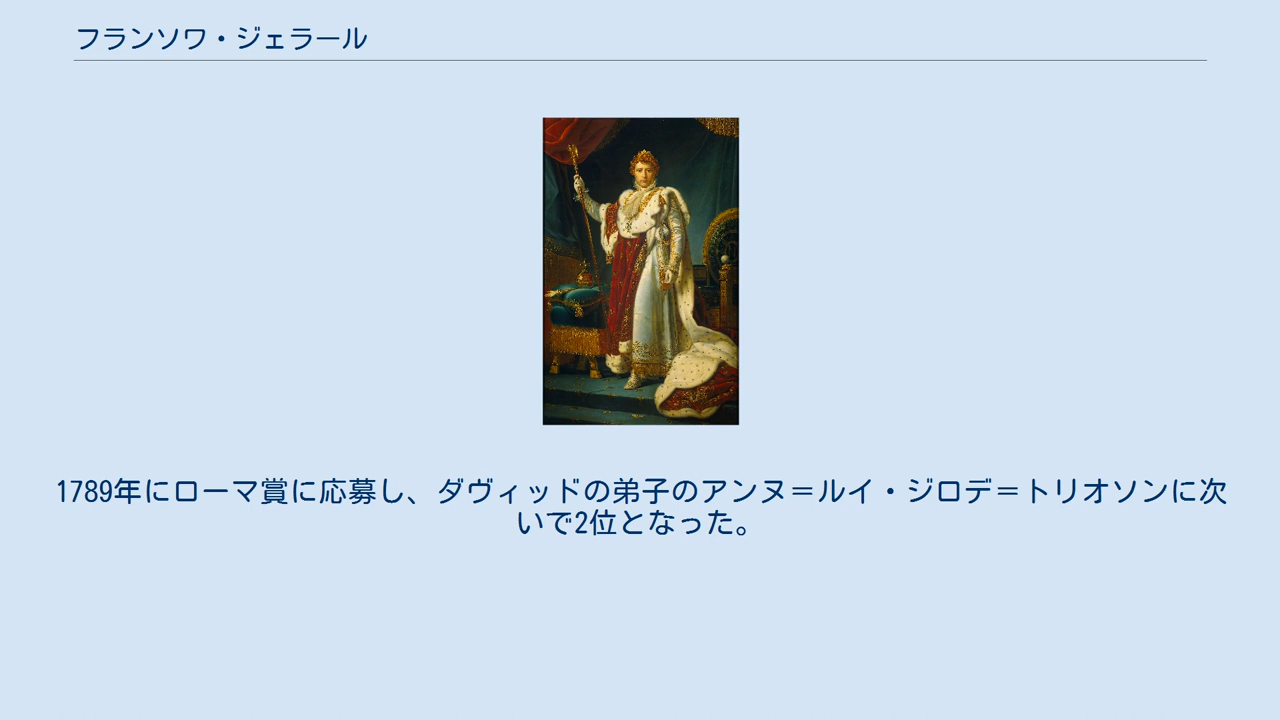 フランソワ・ジェラール
1789年にローマ賞に応募し、ダヴィッドの弟子のアンヌ＝ルイ・ジロデ＝トリオソンに次
いで2位となった。